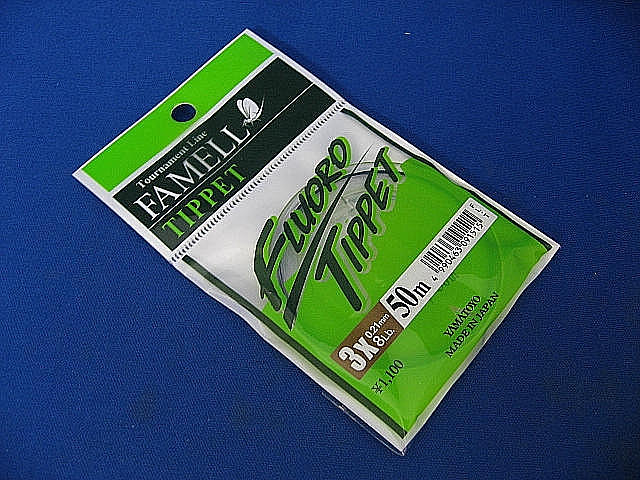 Tournament Line
FAMELL
TIPPET
FLUORO
TIPPET
3X
0.21mm
8Lb.
50m
¥1,100
YAMATOYO
MADE IN JAPAN